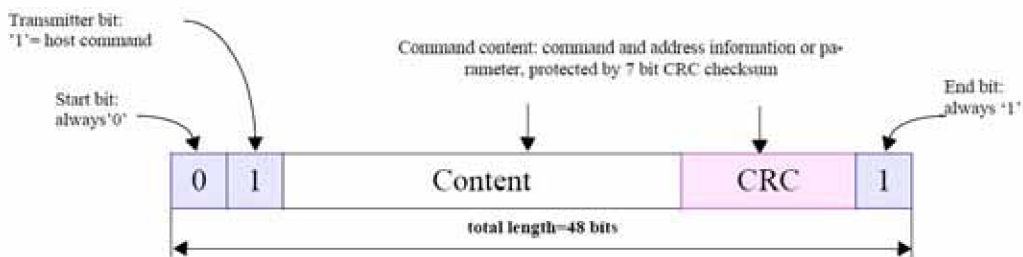 Transmitter bit:
'1'= host command
Command content: command and address information or pa-
rameter, protected by 7 bit CRC checksum
Start bit:
always'0'
End bit:
always '1'
0 1 Content CRC 1
total length=48 bits